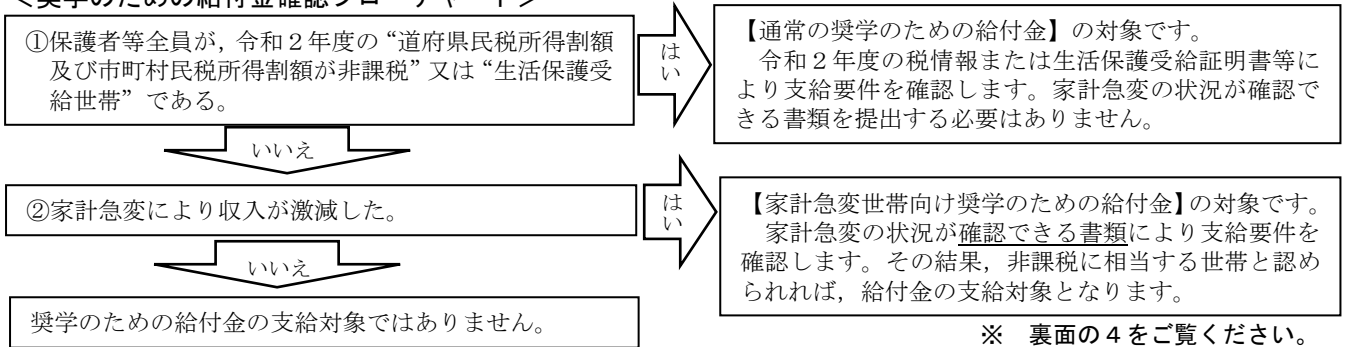 ＜奨学のための給付金確認フローチャート＞
①保護者等全員が，令和２年度の“道府県民税所得割額
及び市町村民税所得割額が非課税”又は“生活保護受
給世帯”である。
はい
【通常の奨学のための給付金】の対象です。
令和２年度の税情報または生活保護受給証明書等に
より支給要件を確認します。家計急変の状況が確認で
きる書類を提出する必要はありません。
いいえ
②家計急変により収入が激減した。
はい
【家計急変世帯向け奨学のための給付金】の対象です。
家計急変の状況が確認できる書類により支給要件を
確認します。その結果，非課税に相当する世帯と認め
られれば，給付金の支給対象となります。
いいえ
奨学のための給付金の支給対象ではありません。
※　裏面の４をご覧ください。